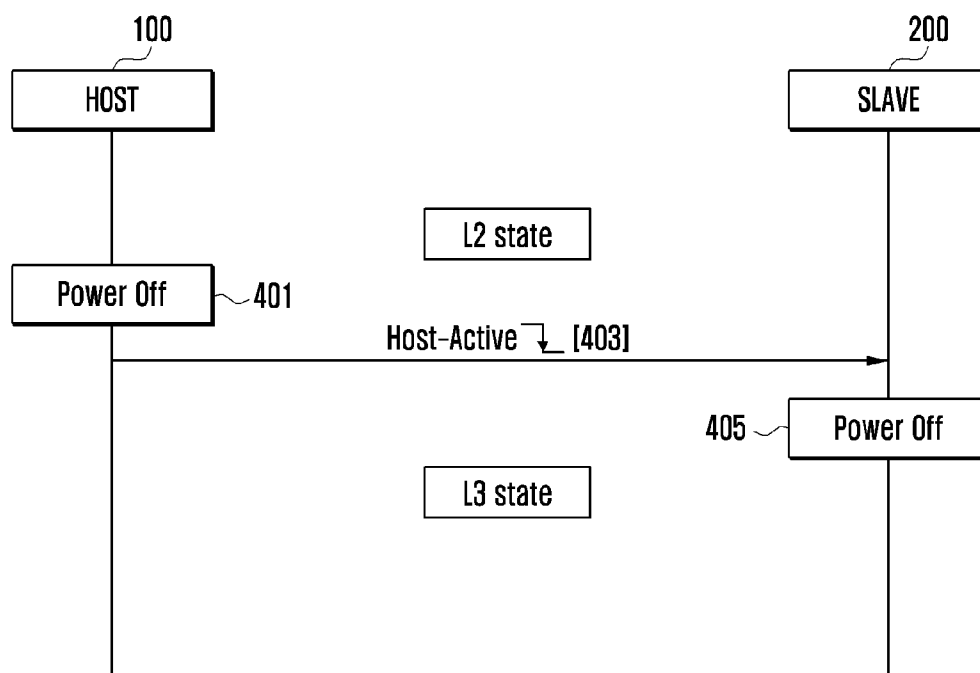 100
200
HOST
SLAVE
L2 state
Power Off
401
Host-Active [403]
405
Power Off
L3 state